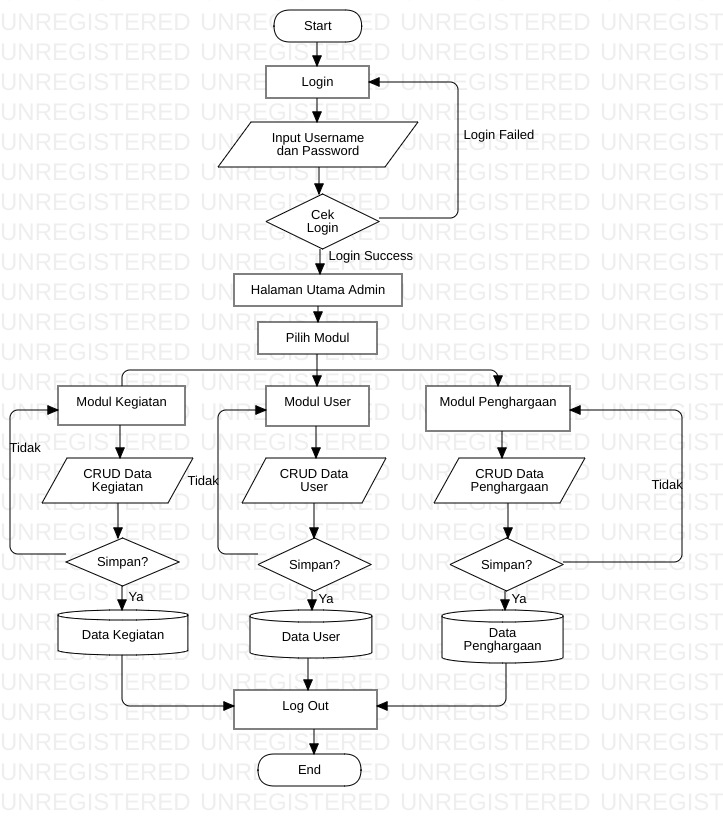 Start
Login
Login Failed
Input Username
dan Password
Cek
Login
Login Success
Halaman Utama Admin
Pilih Modul
Modul Kegiatan
Modul User
Modul Penghargaan
Tidak
CRUD Data
Kegiatan
Tidak
CRUD Data
User
CRUD Data
Penghargaan
Tidak
Simpan?
Simpan?
Simpan?
Ya
Ya
Ya
Data Kegiatan
Data User
Data
Penghargaan
Log Out
End
UNREGISTERED